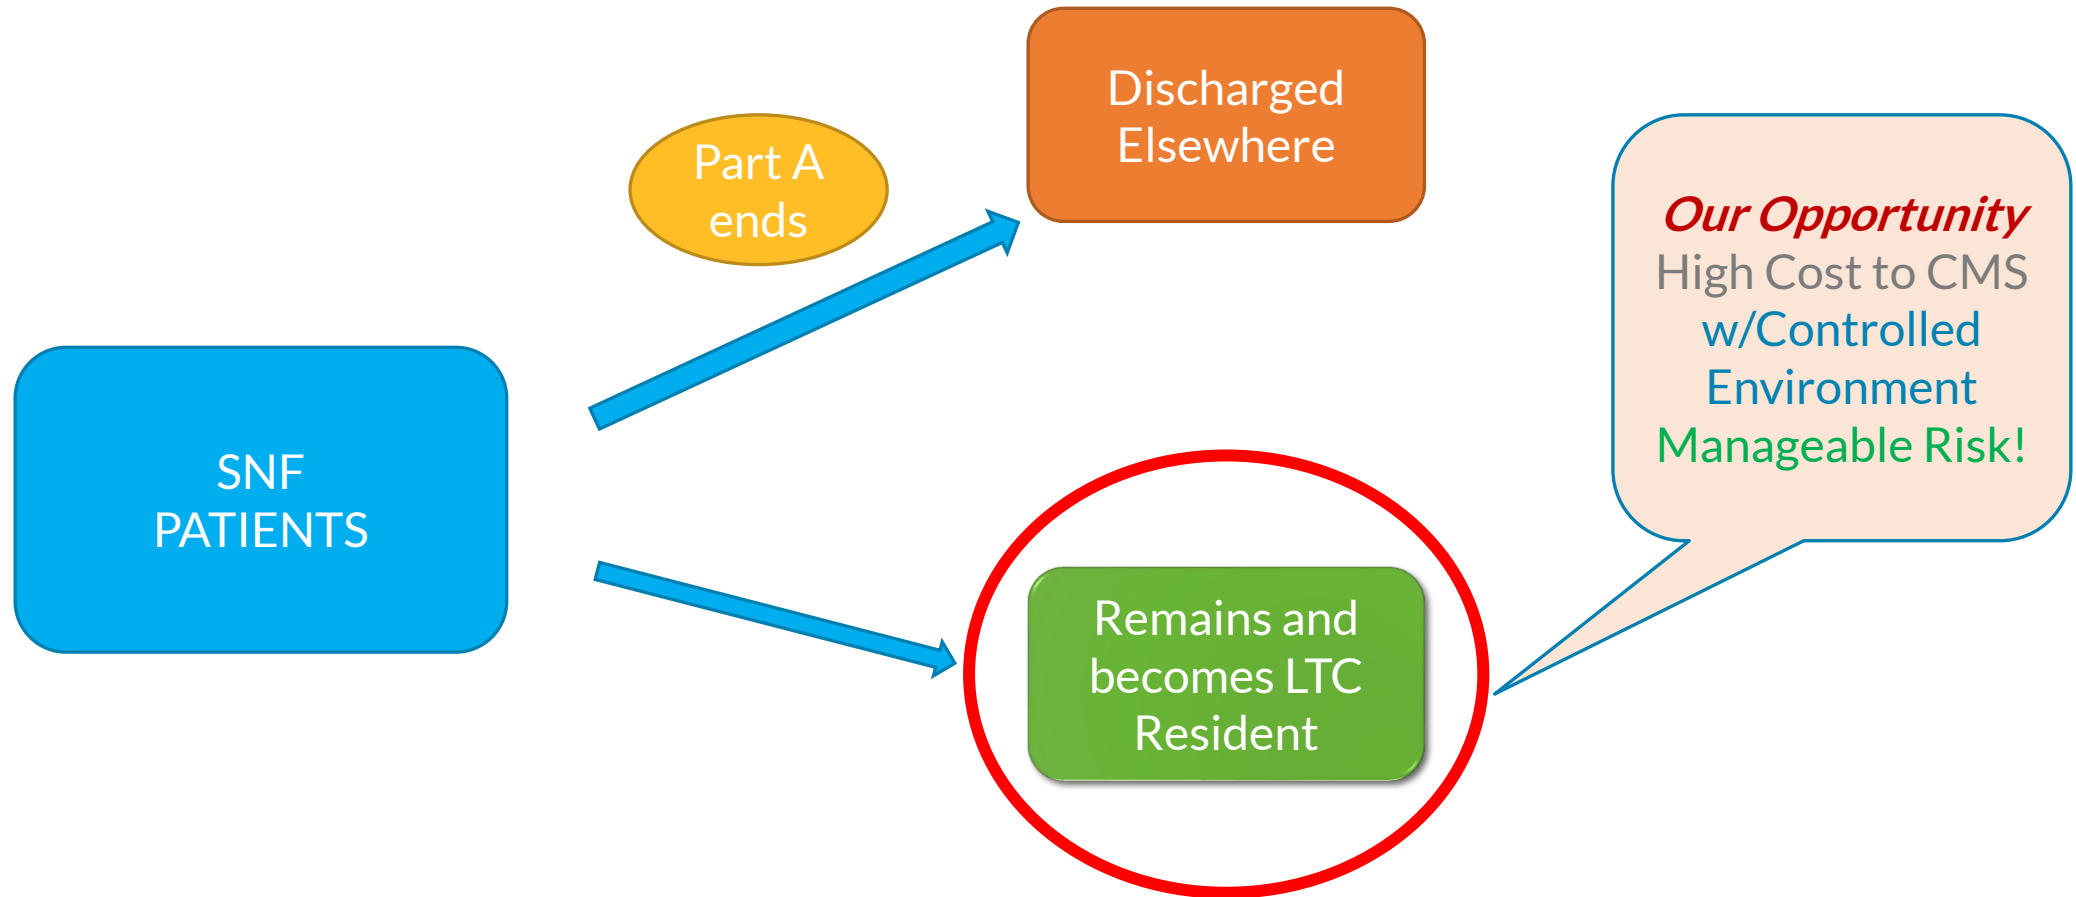 SNF
PATIENTS
Part A
ends
Discharged
Elsewhere
Remains and
becomes LTC
Resident
Our Opportunity
High Cost to CMS
w/Controlled
Environment
Manageable Risk!